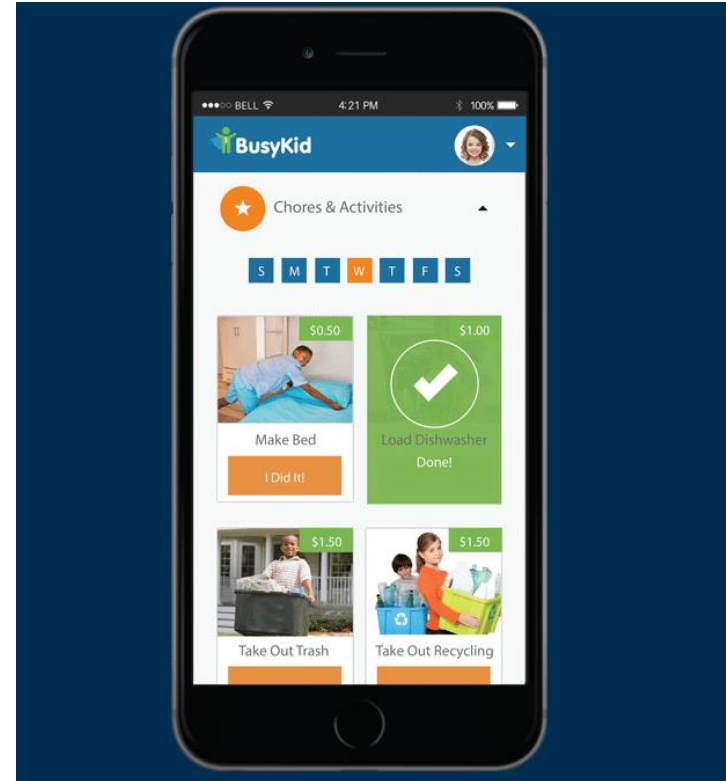 BELL 4:21 PM 100%
BusyKid
Chores & Activities
S M T W T F S
$0.50 $1.00
Make Bed Load Dishwasher
I Did It! Done!
$1.50 $1.50
Take Out Trash Take Out Recycling